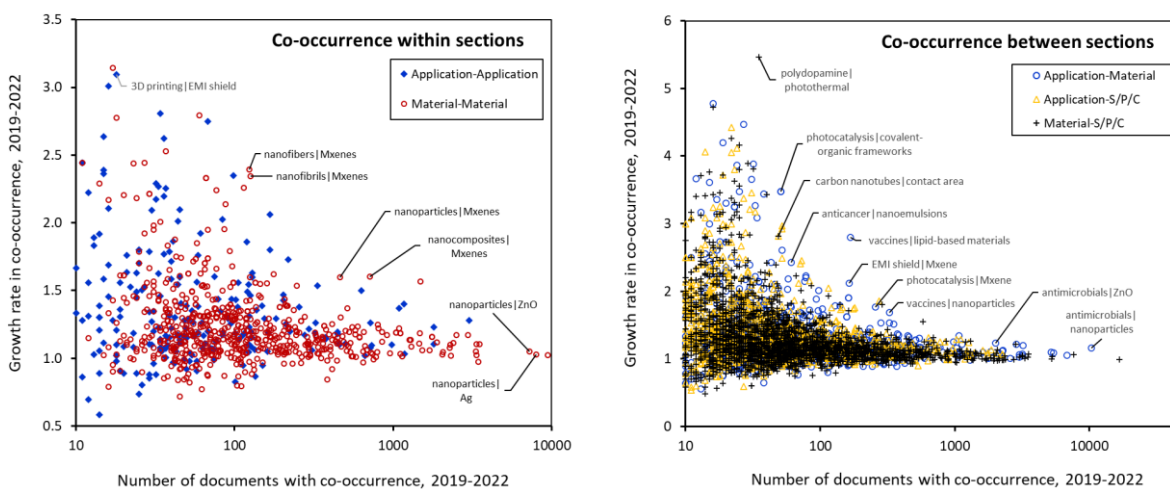 Co-occurrence within sections
Application-Application
Material-Material
3.5
3.0
2.5
2.0
1.5
1.0
0.5
Growth rate in co-occurrence, 2019-2022
3D printing|EMI shield
nanofibers|Mxenes
nanofibrils|Mxenes
nanoparticles|Mxenes
nanocomposites|
Mxenes
nanoparticles|ZnO
nanoparticles|
Ag
10
100
1000
10000
Number of documents with co-occurrence, 2019-2022
Co-occurrence between sections
Application-Material
Application-S/P/C
Material-S/P/C
6
5
4
3
2
1
0
Growth rate in co-occurrence, 2019-2022
polydopamine|
photothermal
photocatalysis|covalent-
organic frameworks
carbon nanotubes|contact area
anticancer|nanoemulsions
vaccines|lipid-based materials
EMI shield|Mxene
photocatalysis|Mxene
vaccines|nanoparticles
antimicrobials|ZnO
antimicrobials|
nanoparticles
10
100
1000
10000
Number of documents with co-occurrence, 2019-2022